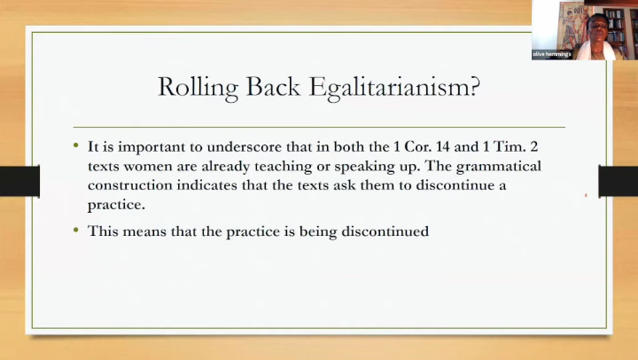 olive hemmings
Rolling Back Egalitarianism?
• It is important to underscore that in both the 1 Cor. 14 and 1 Tim. 2
texts women are already teaching or speaking up. The grammatical
construction indicates that the texts ask them to discontinue a
practice.
• This means that the practice is being discontinued